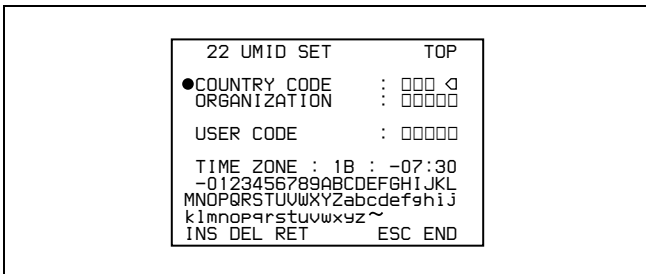 22 UMID SET TOP
●COUNTRY CODE : □□□ ◁
ORGANIZATION : □□□□□
USER CODE : □□□□□
TIME ZONE : 1B : -07:30
-0123456789ABCDEFGHIJKL
MNOPQRSTUVWXYZabcdefghij
klmnopqrstuvwxyz~
INS DEL RET ESC END